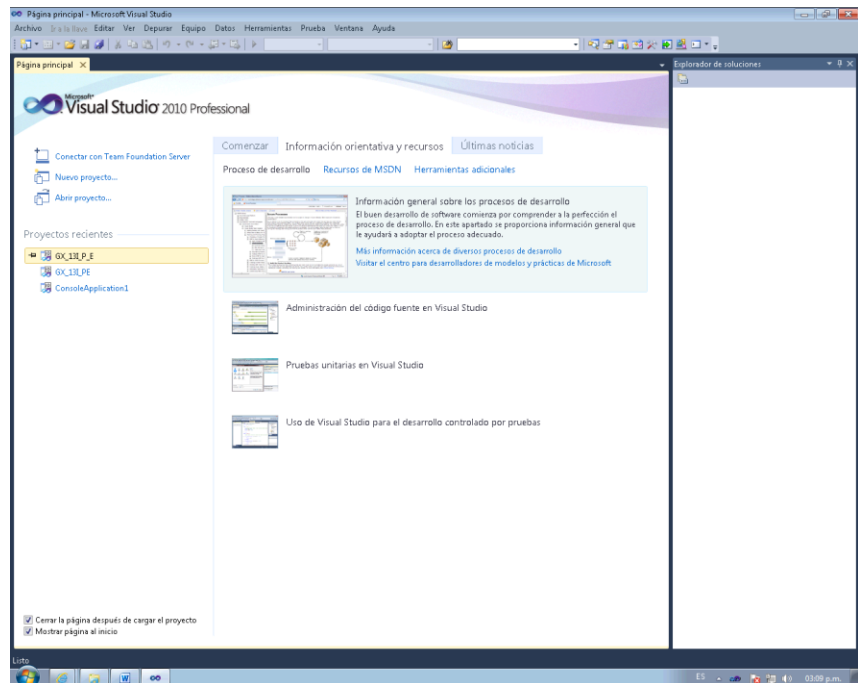 Página principal - Microsoft Visual Studio
Archivo Ir a la llave Editar Ver Depurar Equipo Datos Herramientas Prueba Ventana Ayuda
Página principal
Explorador de soluciones
Microsoft
Visual Studio 2010 Professional
Comenzar Información orientativa y recursos Últimas noticias
Conectar con Team Foundation Server
Nuevo proyecto...
Abrir proyecto...
Proceso de desarrollo Recursos de MSDN Herramientas adicionales
Información general sobre los procesos de desarrollo
El buen desarrollo de software comienza por comprender a la perfección el
proceso de desarrollo. En este apartado se proporciona información general que
le ayudará a adoptar el proceso adecuado.
Más información acerca de diversos procesos de desarrollo
Visitar el centro para desarrolladores de modelos y prácticas de Microsoft
Proyectos recientes
GX_13I_P_E
GX_13I_PE
ConsoleApplication1
Administración del código fuente en Visual Studio
Pruebas unitarias en Visual Studio
Uso de Visual Studio para el desarrollo controlado por pruebas
Cerrar la página después de cargar el proyecto
Mostrar página al inicio
Listo
ES 03:09 p.m.